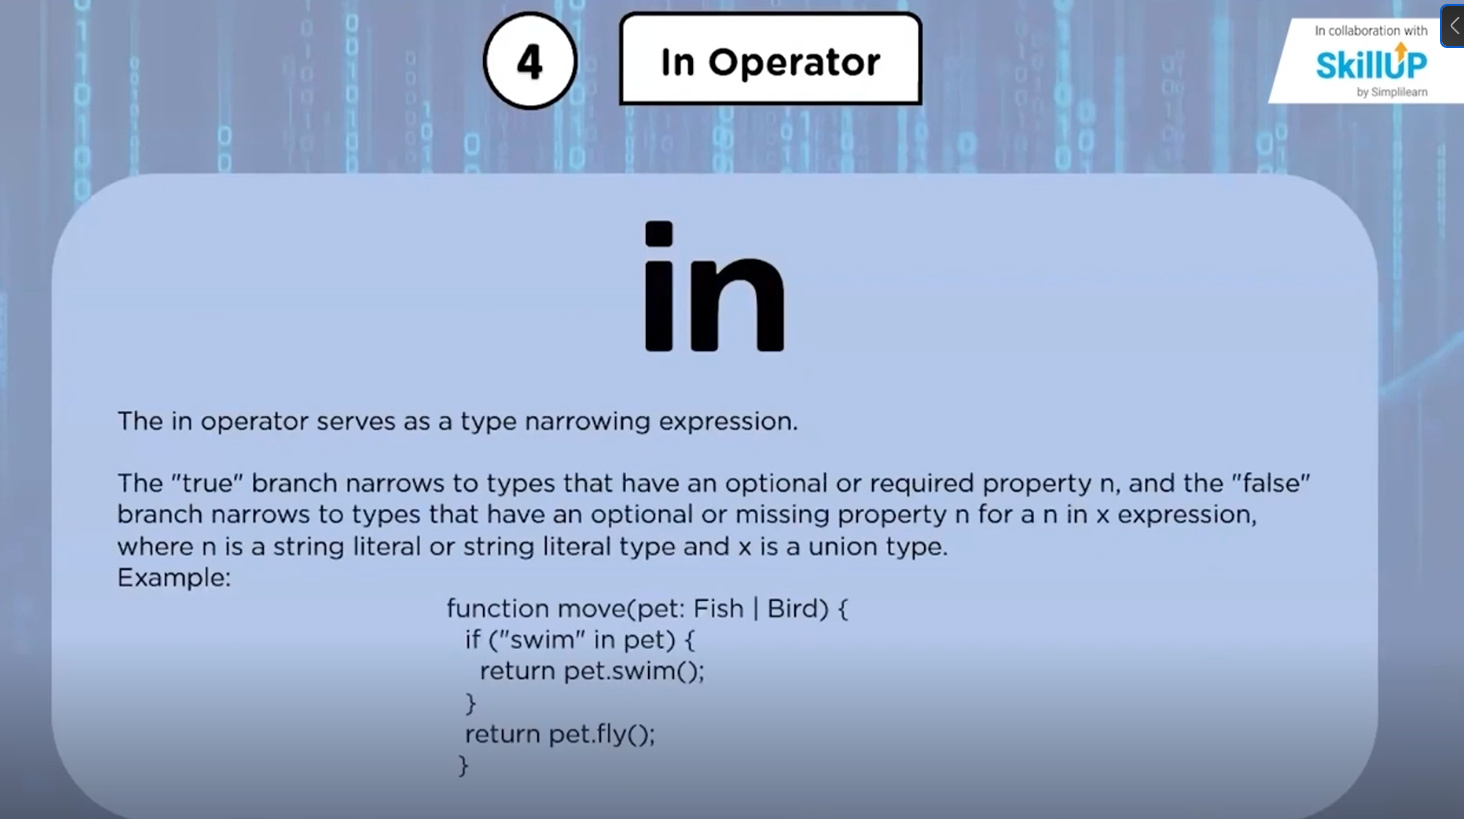 4
In Operator
In collaboration with
SkillUP
by Simplilearn
in
The in operator serves as a type narrowing expression.
The "true" branch narrows to types that have an optional or required property n, and the "false"
branch narrows to types that have an optional or missing property n for a n in x expression,
where n is a string literal or string literal type and x is a union type.
Example:
function move(pet: Fish | Bird) {
if ("swim" in pet) {
return pet.swim();
}
return pet.fly();
}